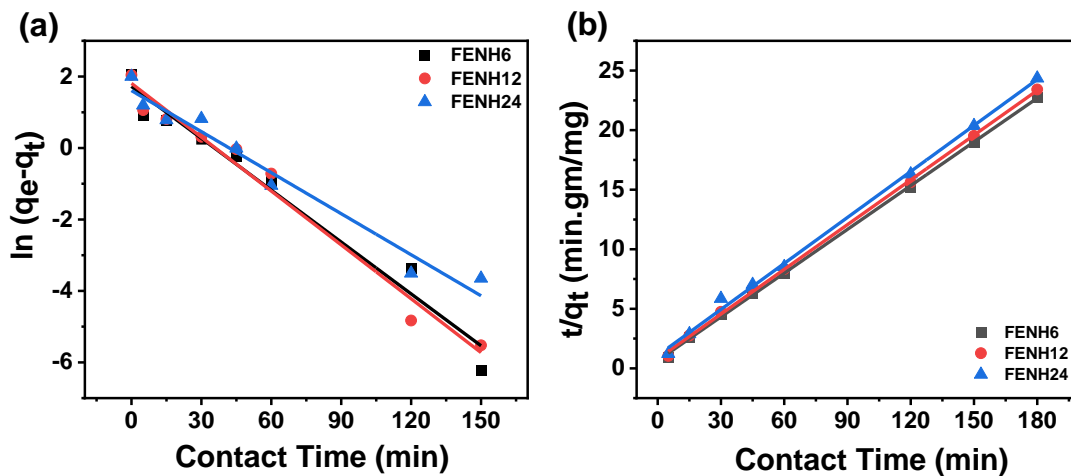 (a)
ln (qe-qt)
2
0
-2
-4
-6
FENH6
FENH12
FENH24
0 30 60 90 120 150
Contact Time (min)
(b)
t/qt (min.gm/mg)
25
20
15
10
5
0
FENH6
FENH12
FENH24
0 30 60 90 120 150 180
Contact Time (min)